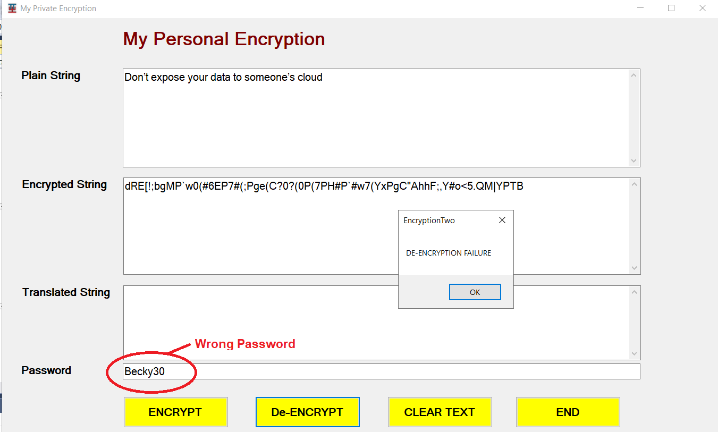 My Private Encryption
My Personal Encryption
Plain String
Don't expose your data to someone's cloud
Encrypted String
dRE[!;bgMP`w0(#6EP7#(;Pge(C?0?(0P(7PH#P`#w7(YxPgC"AhhF;,Y#o<5.QM|YPTB
EncryptionTwo
DE-ENCRYPTION FAILURE
OK
Translated String
Wrong Password
Password
Becky30
ENCRYPT
De-ENCRYPT
CLEAR TEXT
END